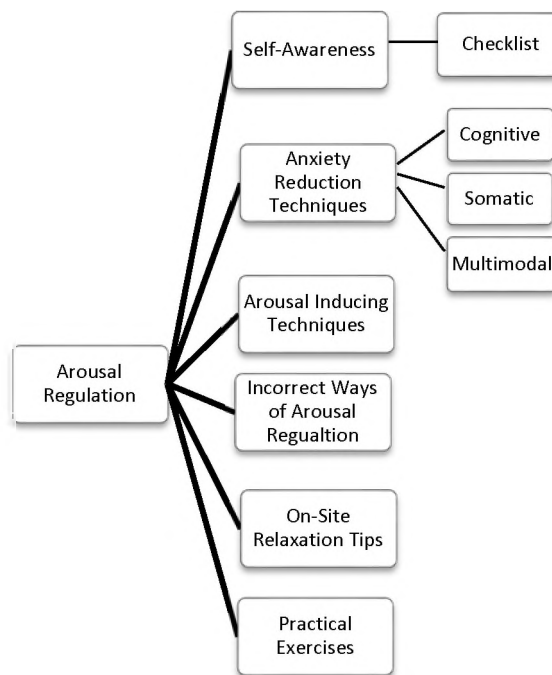 Self-Awareness
Checklist
Anxiety
Reduction
Techniques
Cognitive
Somatic
Multimodal
Arousal Inducing
Techniques
Arousal
Regulation
Incorrect Ways
of Arousal
Regualtion
On-Site
Relaxation Tips
Practical
Exercises